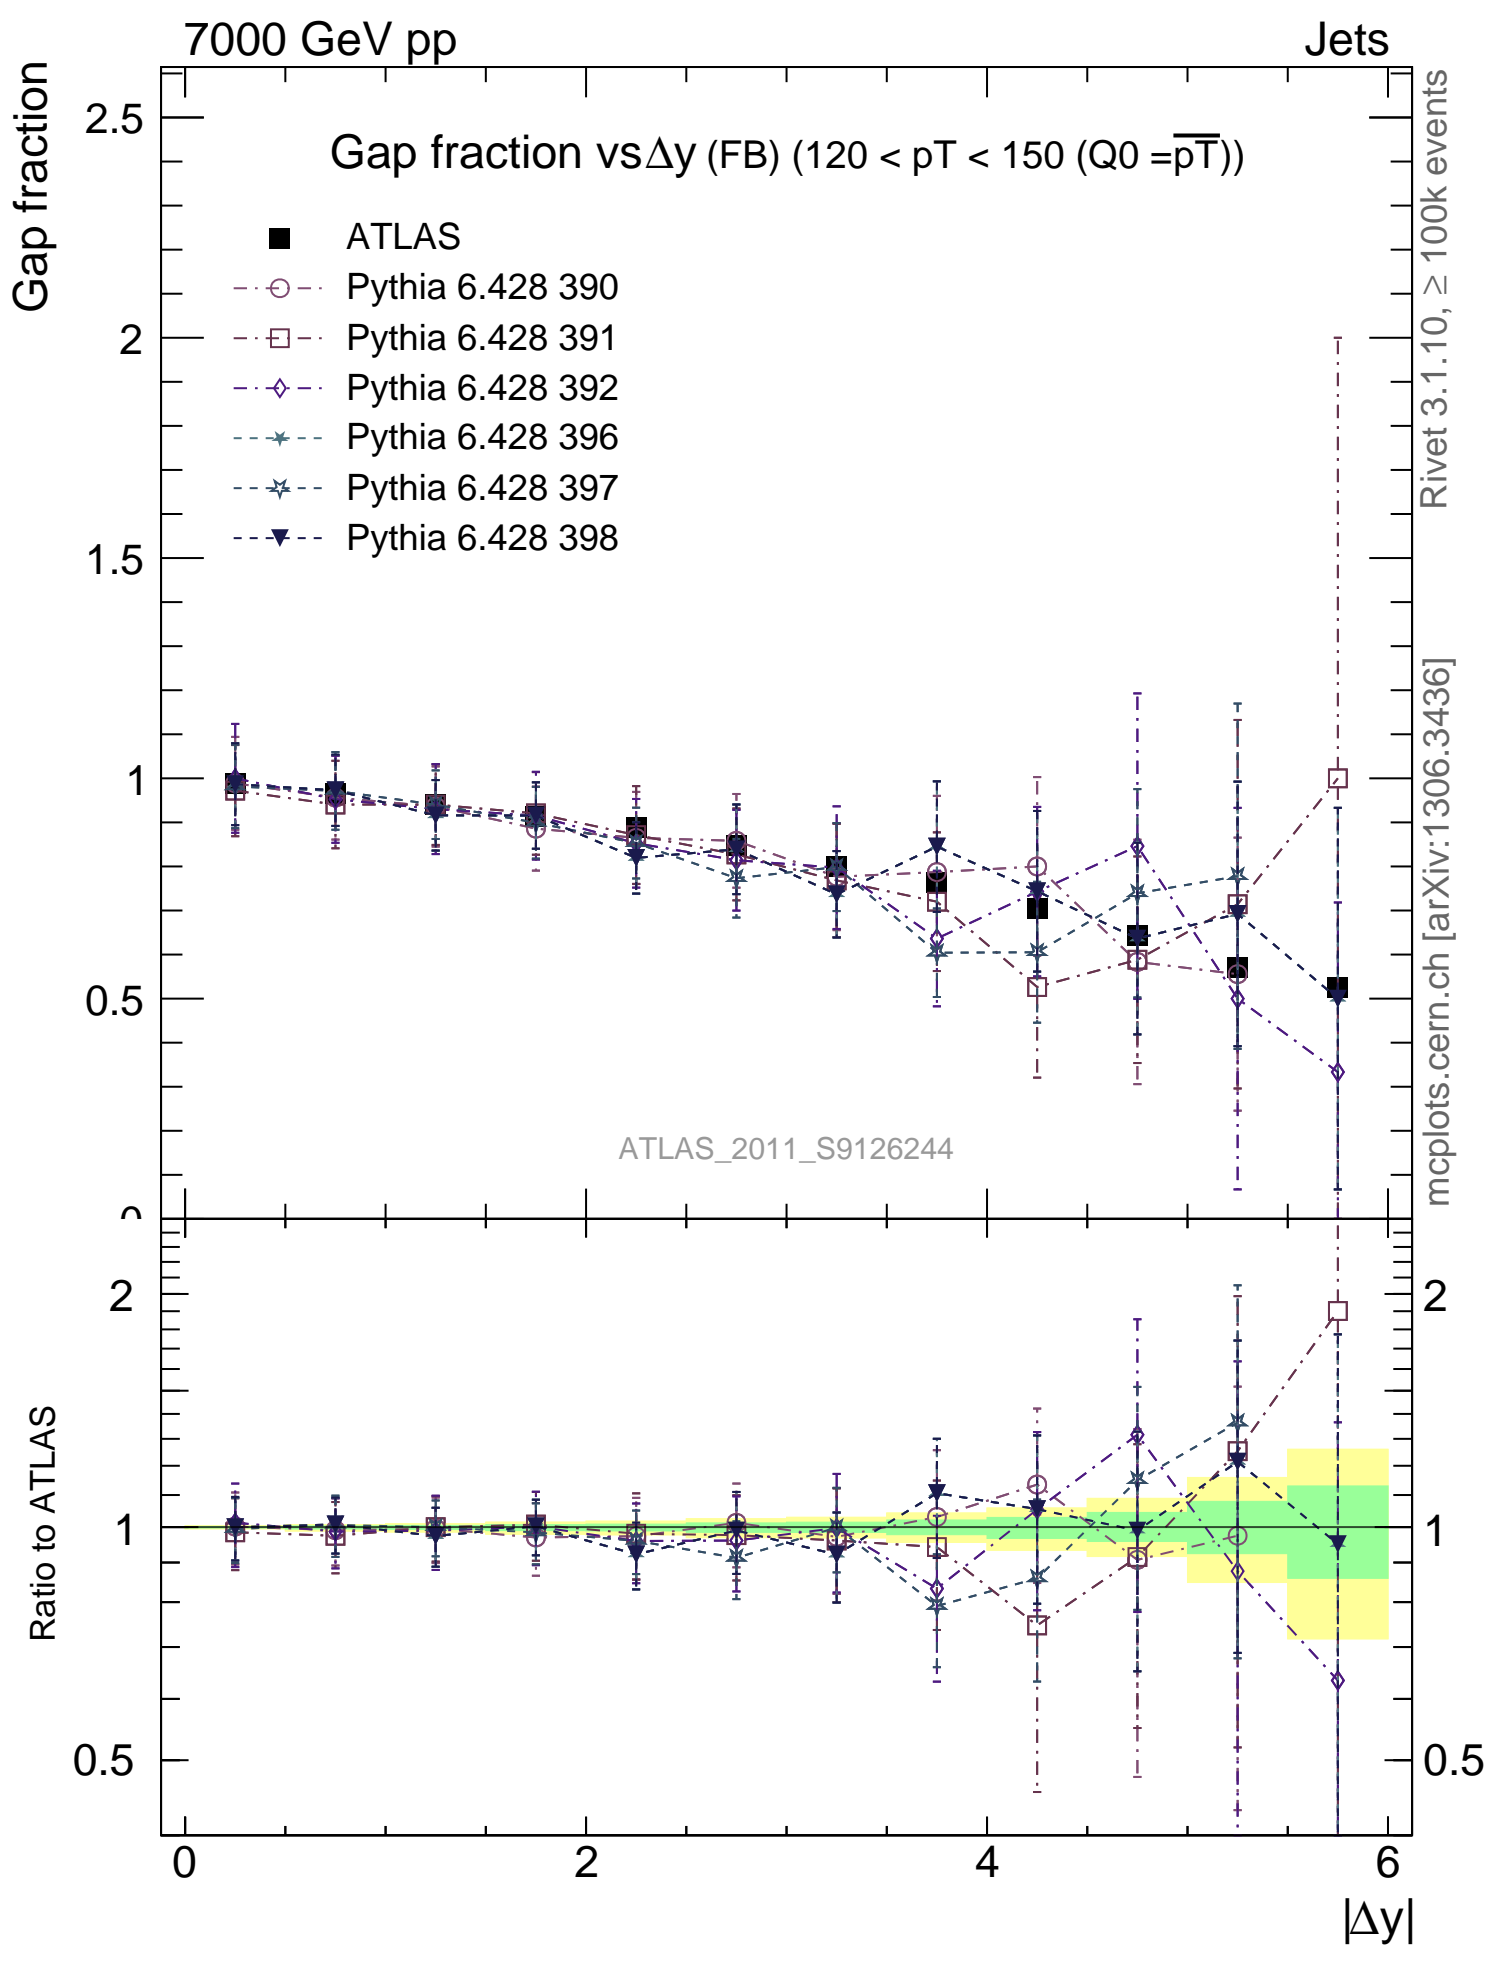 7000 GeV pp
Jets
Gap fraction
Gap fraction vs Δy (FB) (120 < pT < 150 (Q0 =p̅T̅))
ATLAS
Pythia 6.428 390
Pythia 6.428 391
Pythia 6.428 392
Pythia 6.428 396
Pythia 6.428 397
Pythia 6.428 398
2.5
2
1.5
1
0.5
0
ATLAS_2011_S9126244
Rivet 3.1.10, ≥ 100k events
mcplots.cern.ch [arXiv:1306.3436]
Ratio to ATLAS
2
1
0.5
2
1
0.5
0
2
4
6
|Δy|